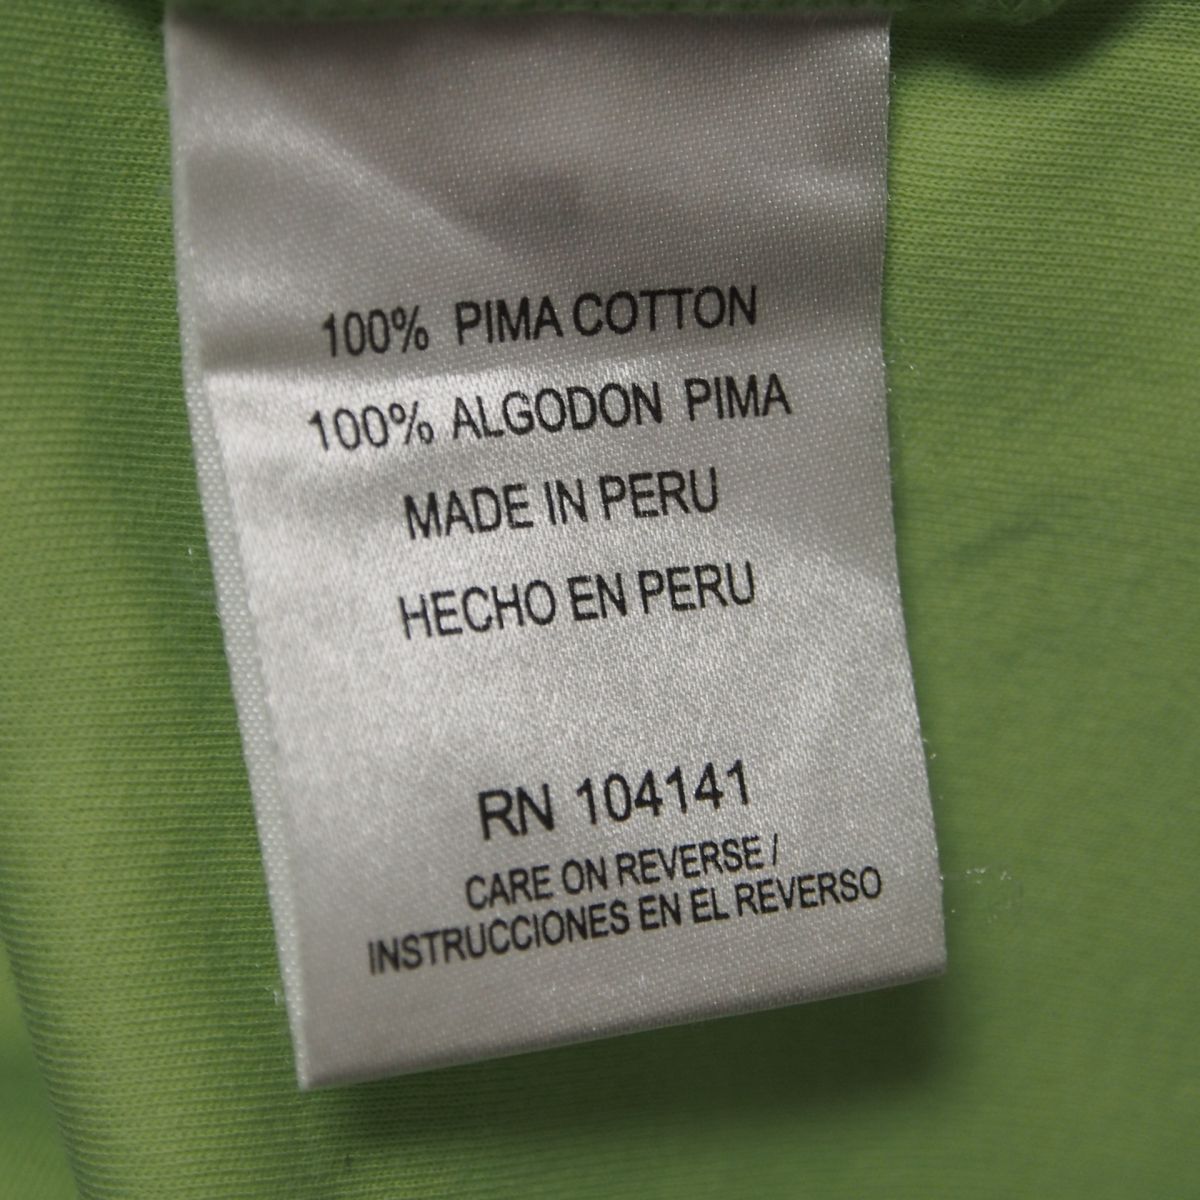 100% PIMA COTTON
100% ALGODON PIMA
MADE IN PERU
HECHO EN PERU
RN 104141
CARE ON REVERSE /
INSTRUCCIONES EN EL REVERSO